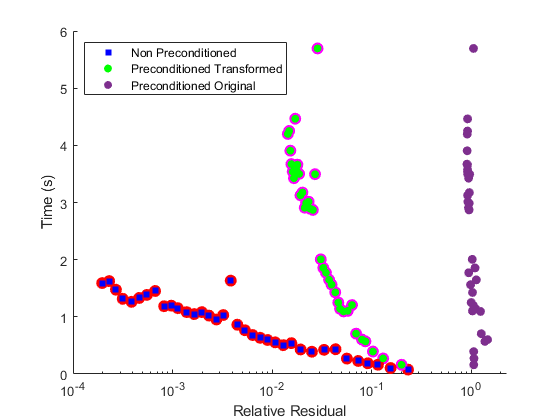 Non Preconditioned
Preconditioned Transformed
Preconditioned Original
Time (s)
6
5
4
3
2
1
0
10^-4
10^-3
10^-2
10^-1
10^0
Relative Residual